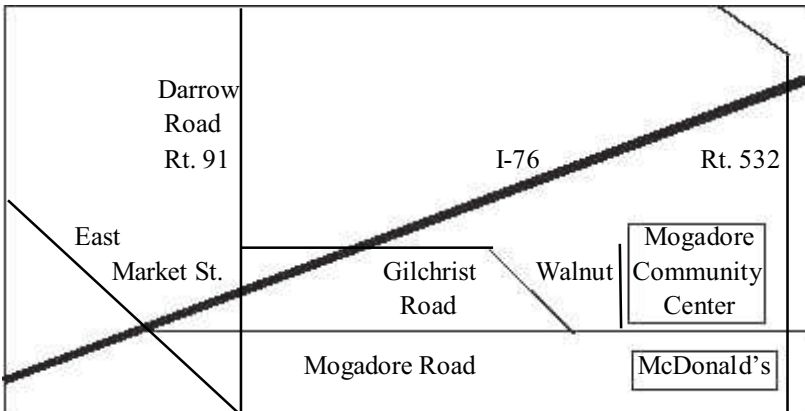 Darrow
Road
Rt. 91
I-76
Rt. 532
East
Market St.
Gilchrist
Road
Walnut
Mogadore
Community
Center
Mogadore Road
McDonald's